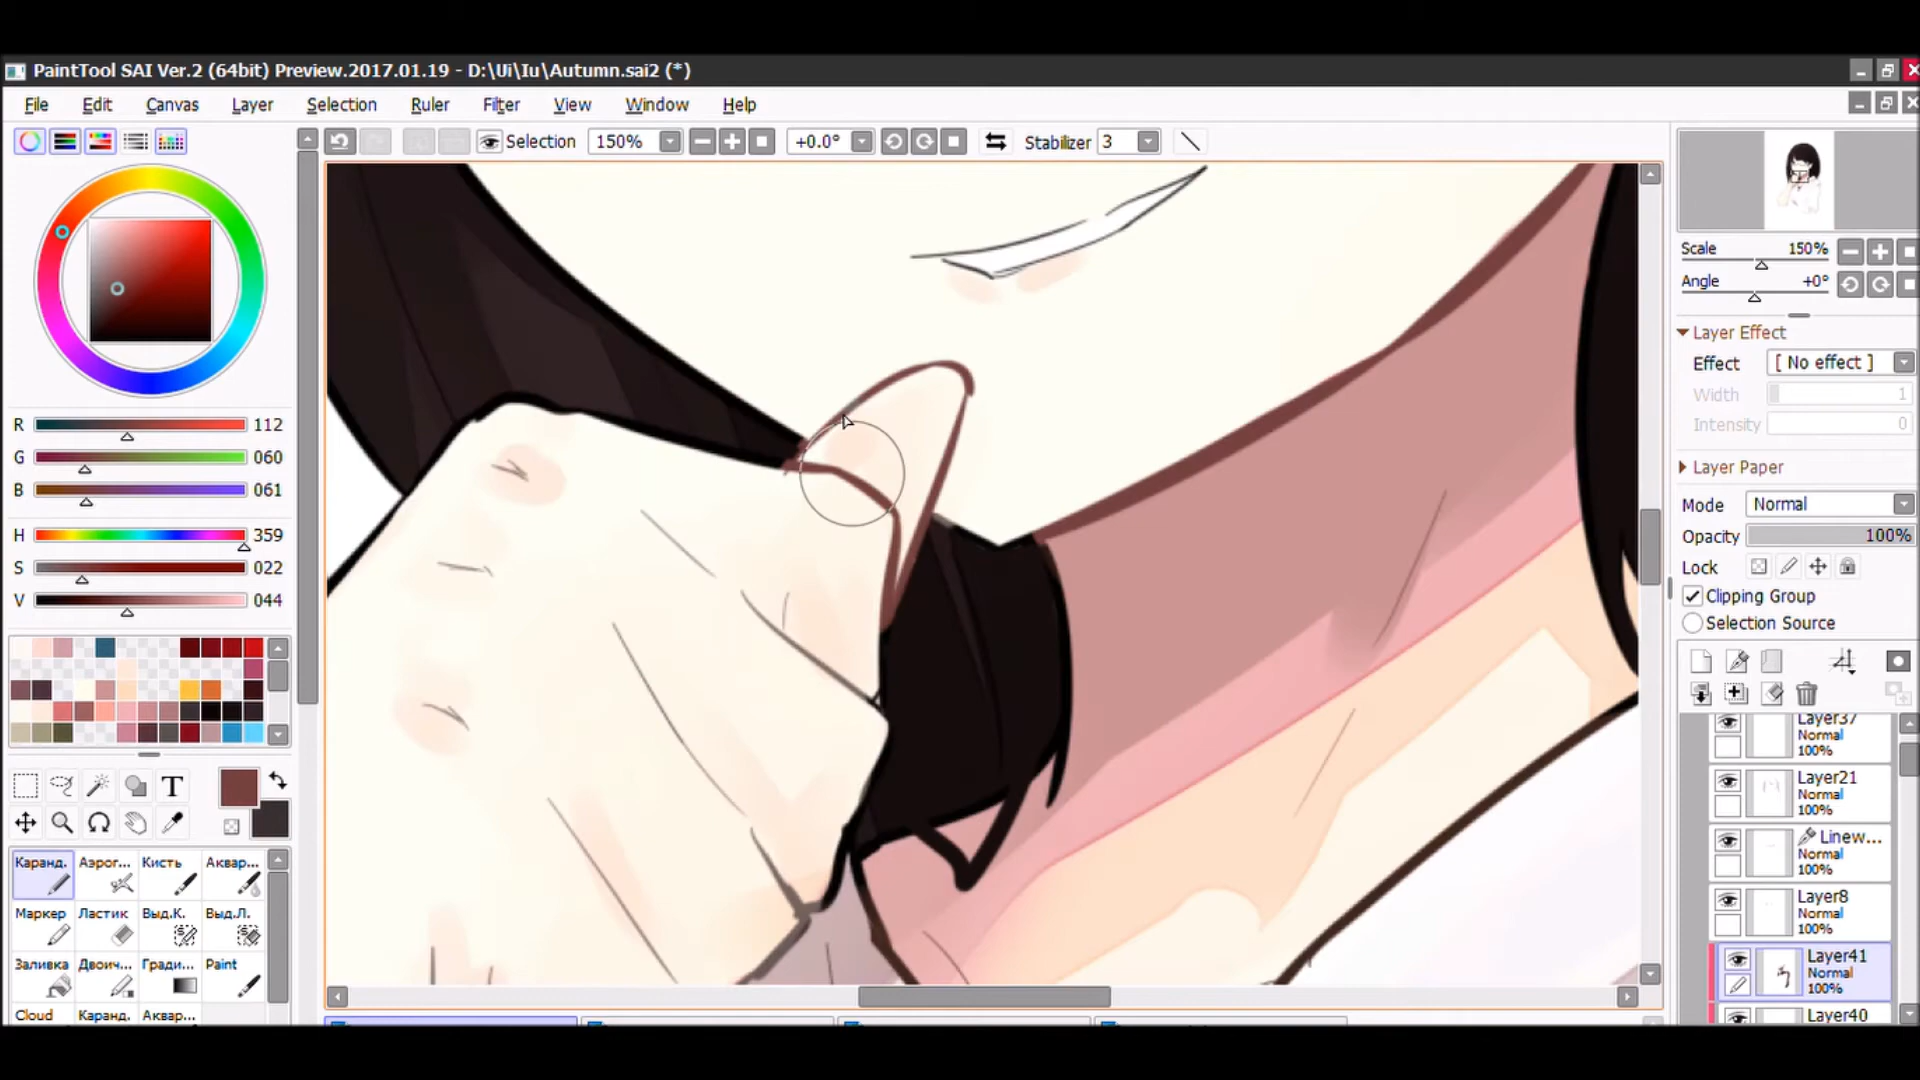 PaintTool SAI Ver.2 (64bit) Preview.2017.01.19 - D:\Ui\Iu\Autumn.sai2 (*)
File Edit Canvas Layer Selection Ruler Filter View Window Help
Selection 150% +0.0° Stabilizer 3
Scale 150%
Angle +0°
Layer Effect
Effect [ No effect ]
Width 1
Intensity 0
R 112
G 060
B 061
H 359
S 022
V 044
Layer Paper
Mode Normal
Opacity 100%
Lock
Clipping Group
Selection Source
T
Каранд. Аэрог... Кисть Аквар...
Маркер Ластик Выд.К. Выд.Л.
Заливка Двоич... Гради... Paint
Cloud Каранд. Аквар...
Layer37
Normal
100%
Layer21
Normal
100%
Linew...
Normal
100%
Layer8
Normal
100%
Layer41
Normal
100%
Layer40